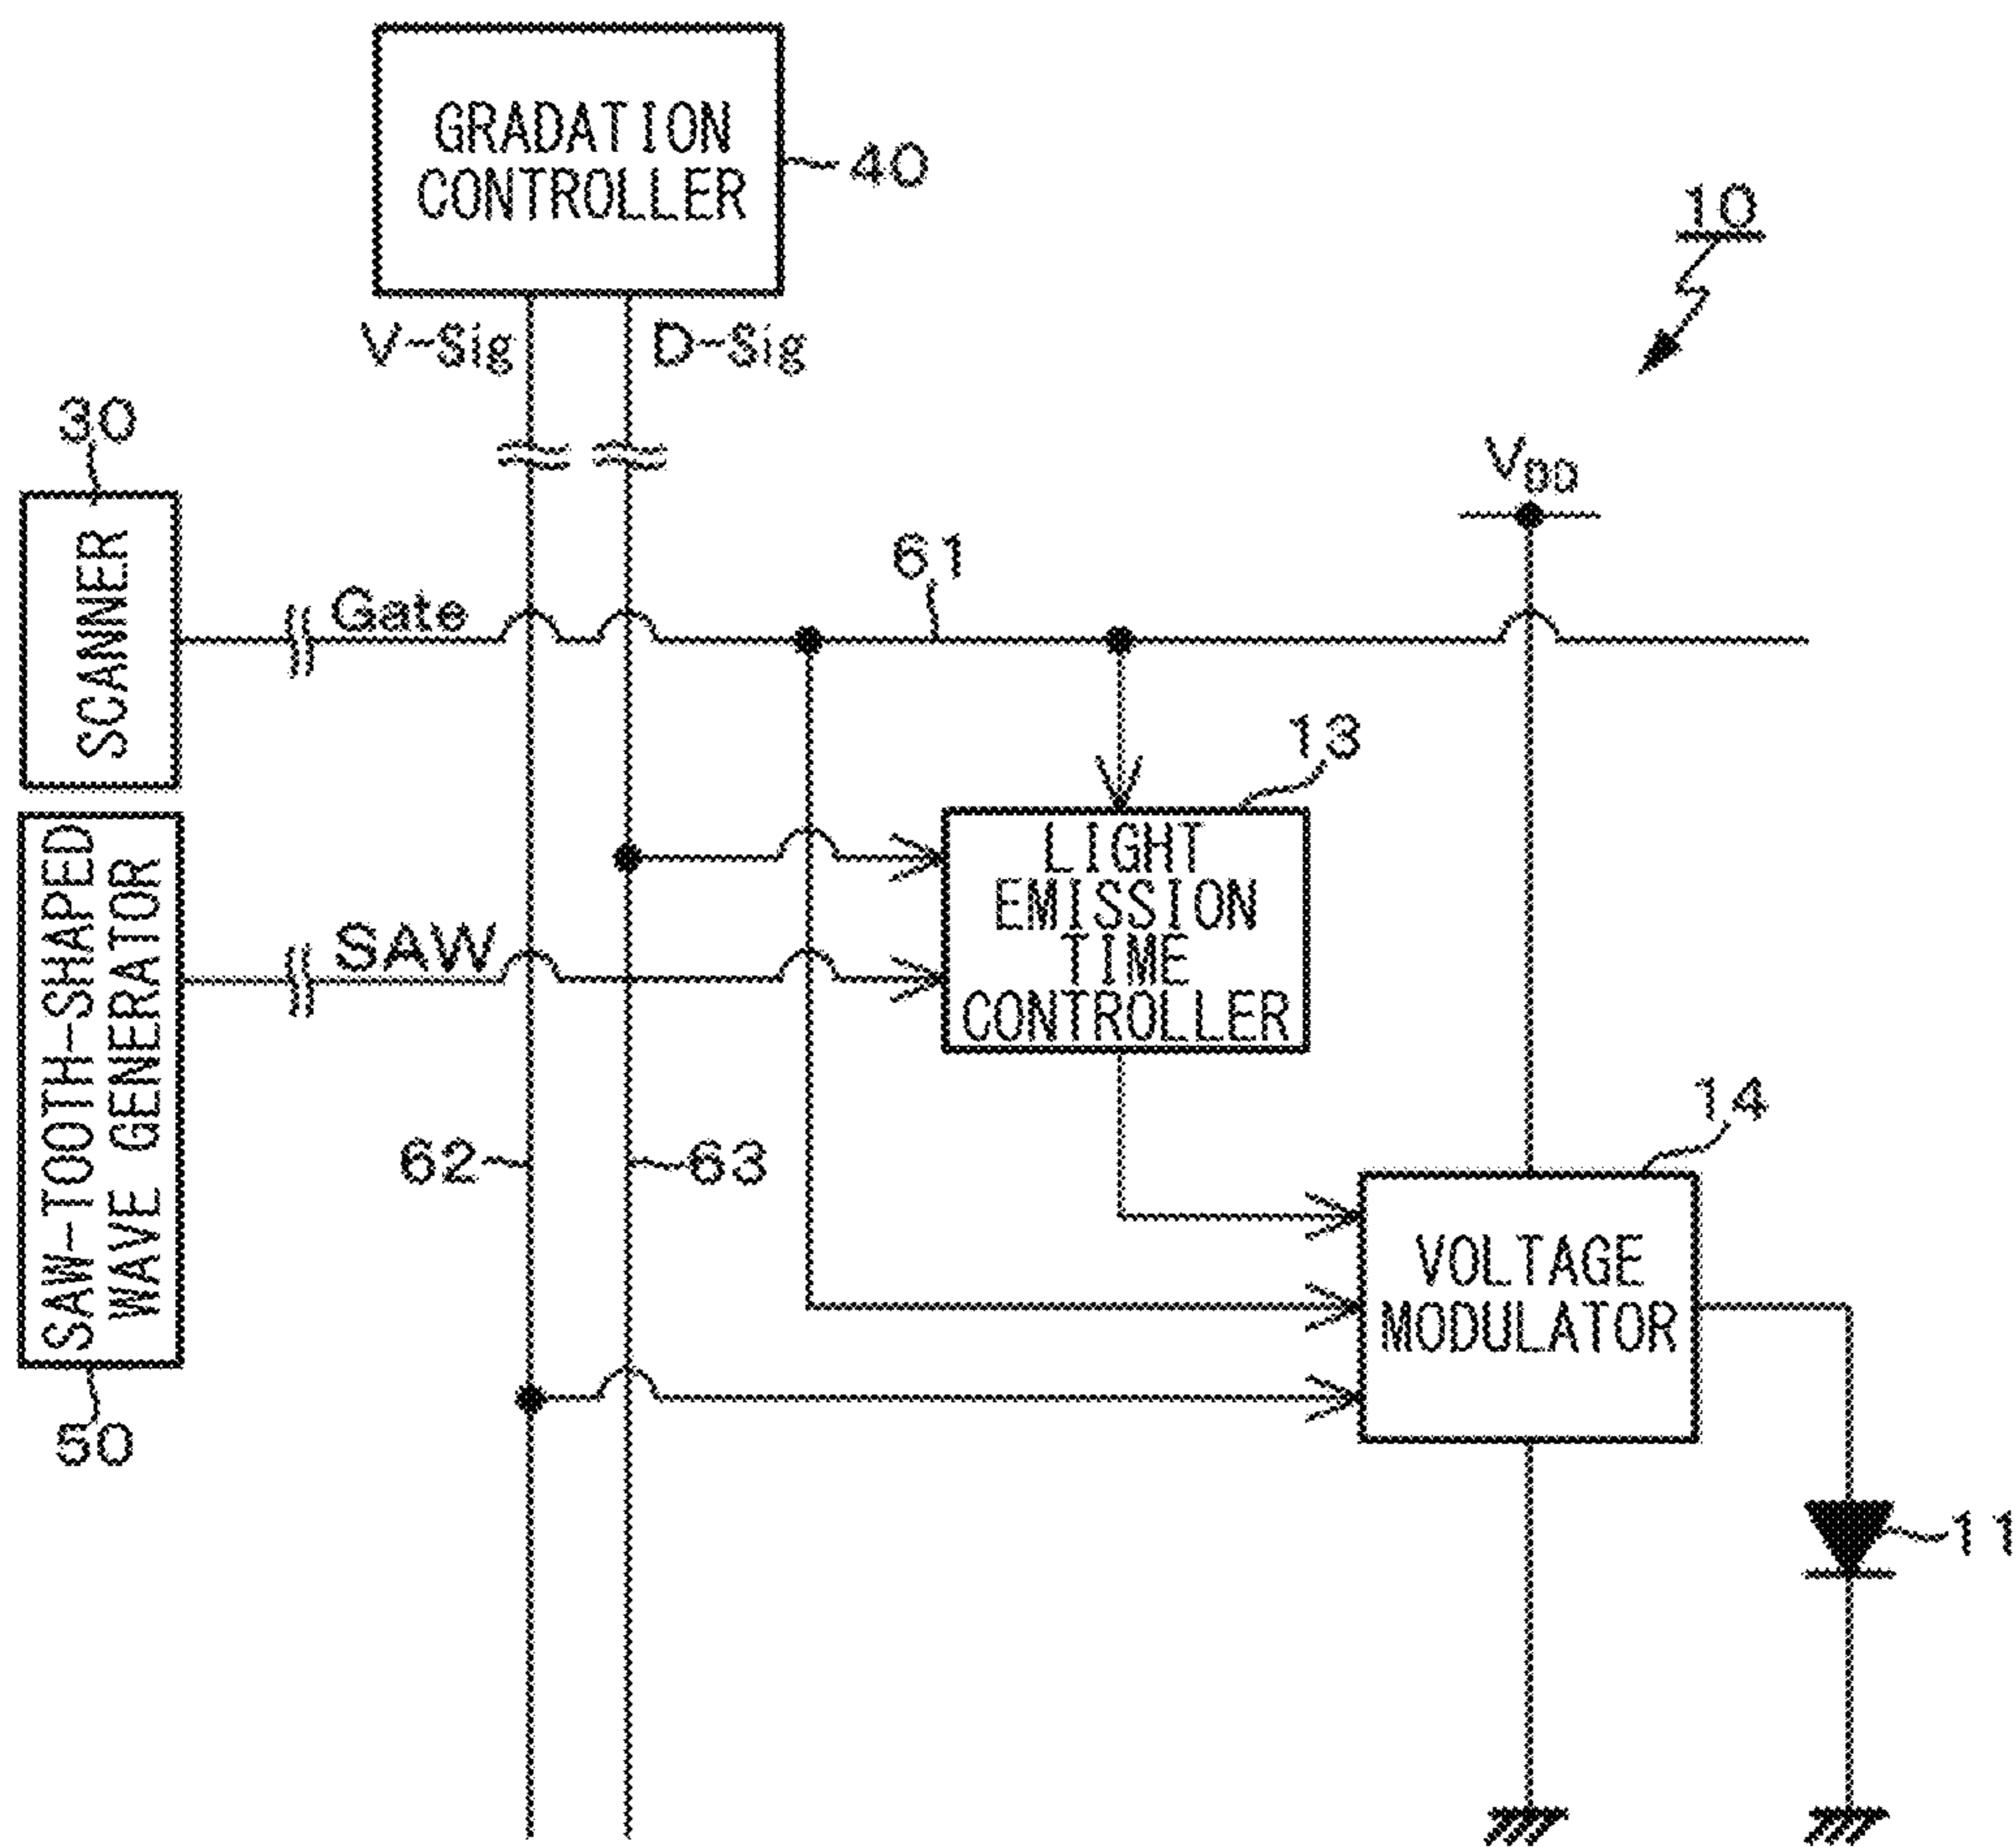 GRADATION
CONTROLLER
40
10
V-Sig
D-Sig
30
VDD
SCANNER
Gate
61
13
LIGHT
EMISSION
TIME
CONTROLLER
SAW-TOOTH-SHAPED
WAVE GENERATOR
SAW
62
63
14
VOLTAGE
MODULATOR
50
11